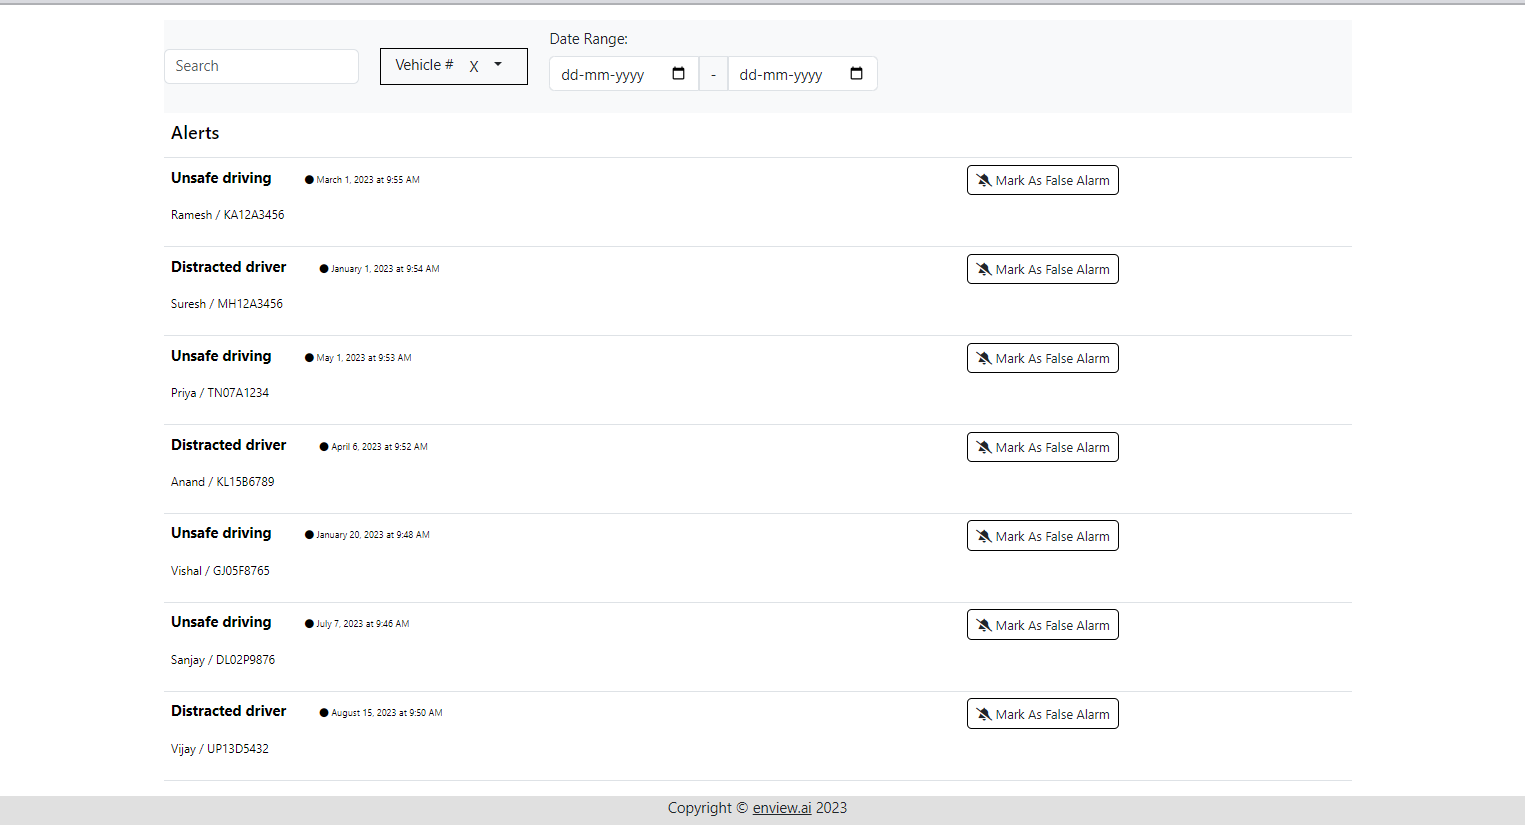 Date Range:
Search
Vehicle # X
dd-mm-yyyy - dd-mm-yyyy
Alerts
Unsafe driving March 1, 2023 at 9:55 AM Mark As False Alarm
Ramesh / KA12A3456
Distracted driver January 1, 2023 at 9:54 AM Mark As False Alarm
Suresh / MH12A3456
Unsafe driving May 1, 2023 at 9:53 AM Mark As False Alarm
Priya / TN07A1234
Distracted driver April 6, 2023 at 9:52 AM Mark As False Alarm
Anand / KL15B6789
Unsafe driving January 20, 2023 at 9:48 AM Mark As False Alarm
Vishal / GJ05F8765
Unsafe driving July 7, 2023 at 9:46 AM Mark As False Alarm
Sanjay / DL02P9876
Distracted driver August 15, 2023 at 9:50 AM Mark As False Alarm
Vijay / UP13D5432
Copyright © enview.ai 2023